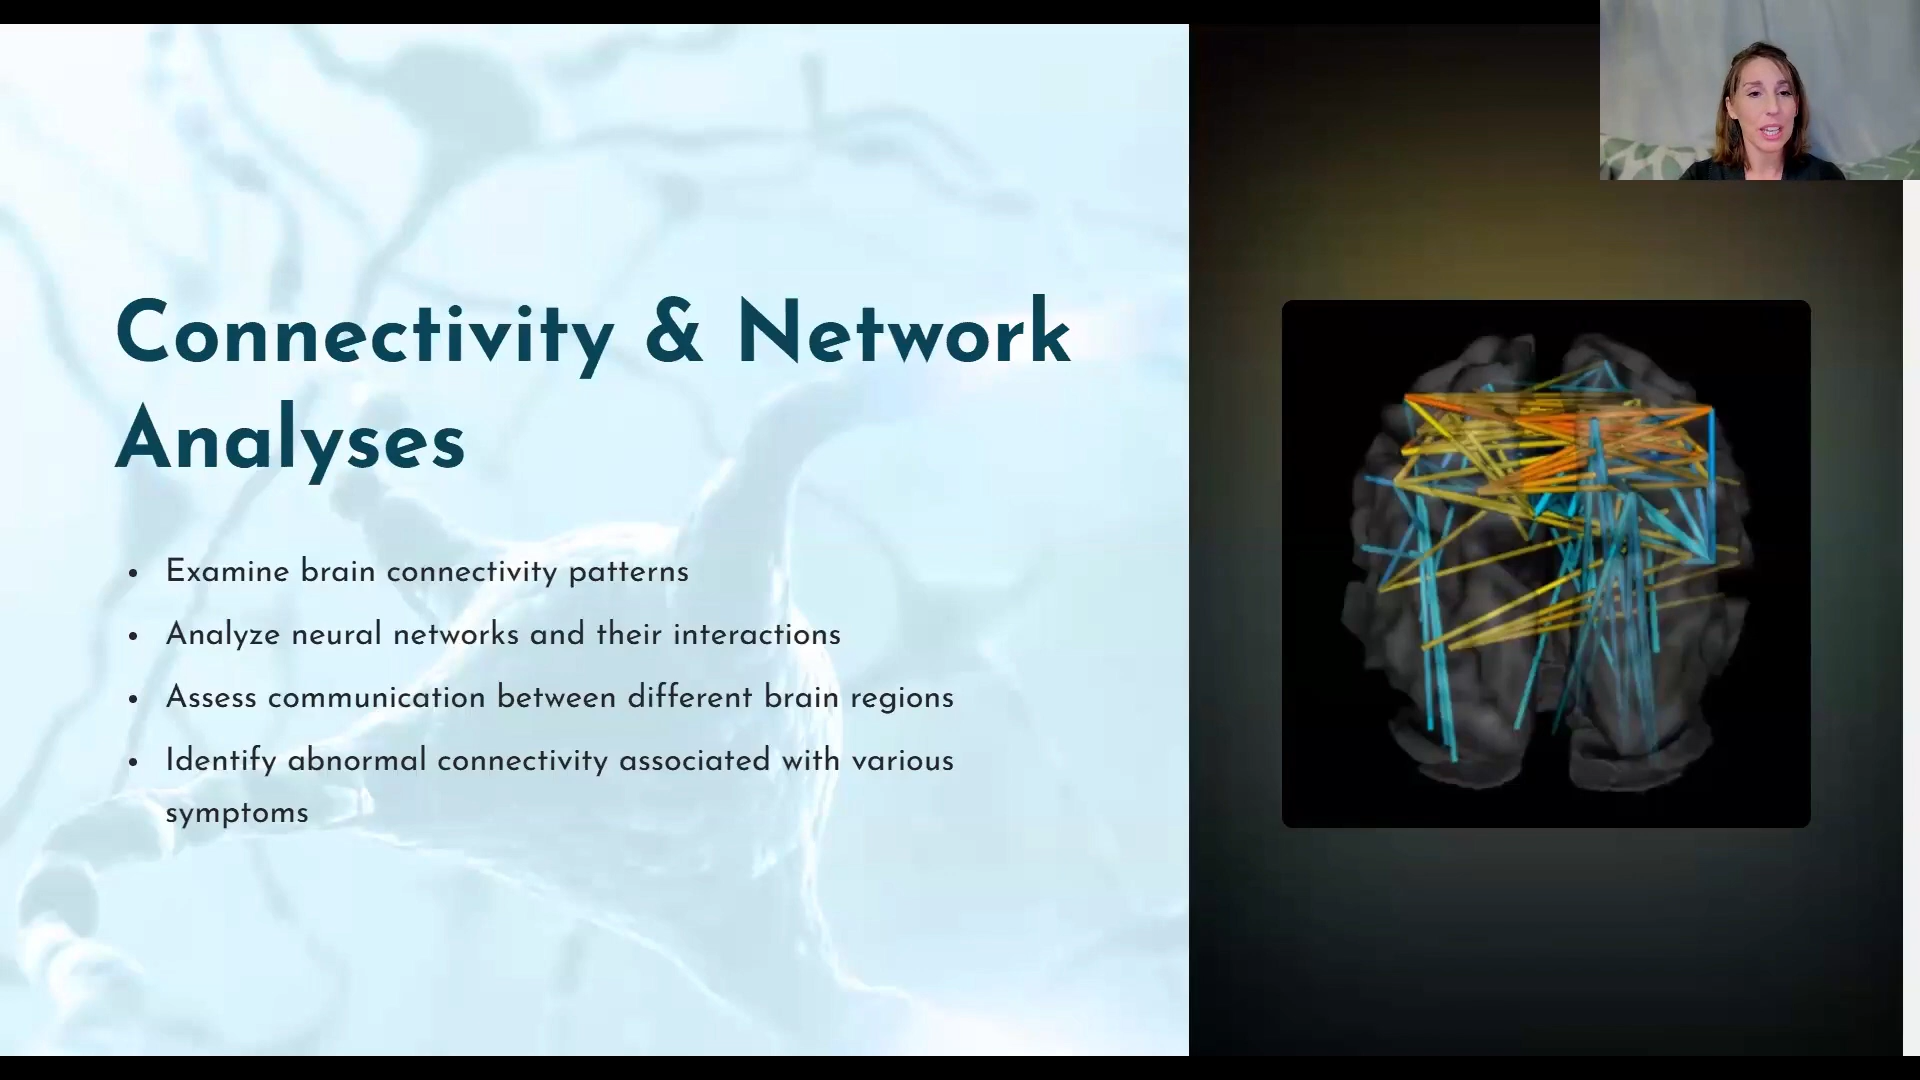 Connectivity & Network
Analyses
• Examine brain connectivity patterns
• Analyze neural networks and their interactions
• Assess communication between different brain regions
• Identify abnormal connectivity associated with various
symptoms